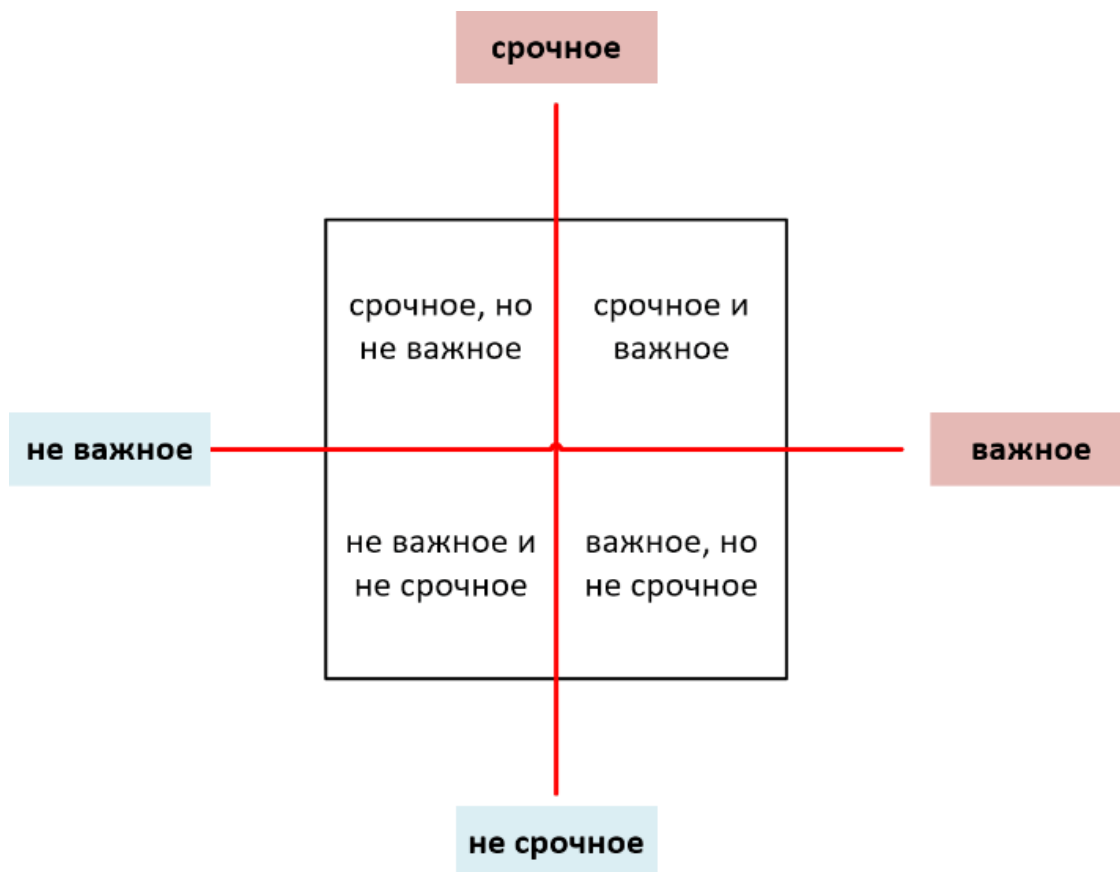 срочное
срочное, но
не важное
срочное и
важное
не важное
важное
не важное и
не срочное
важное, но
не срочное
не срочное